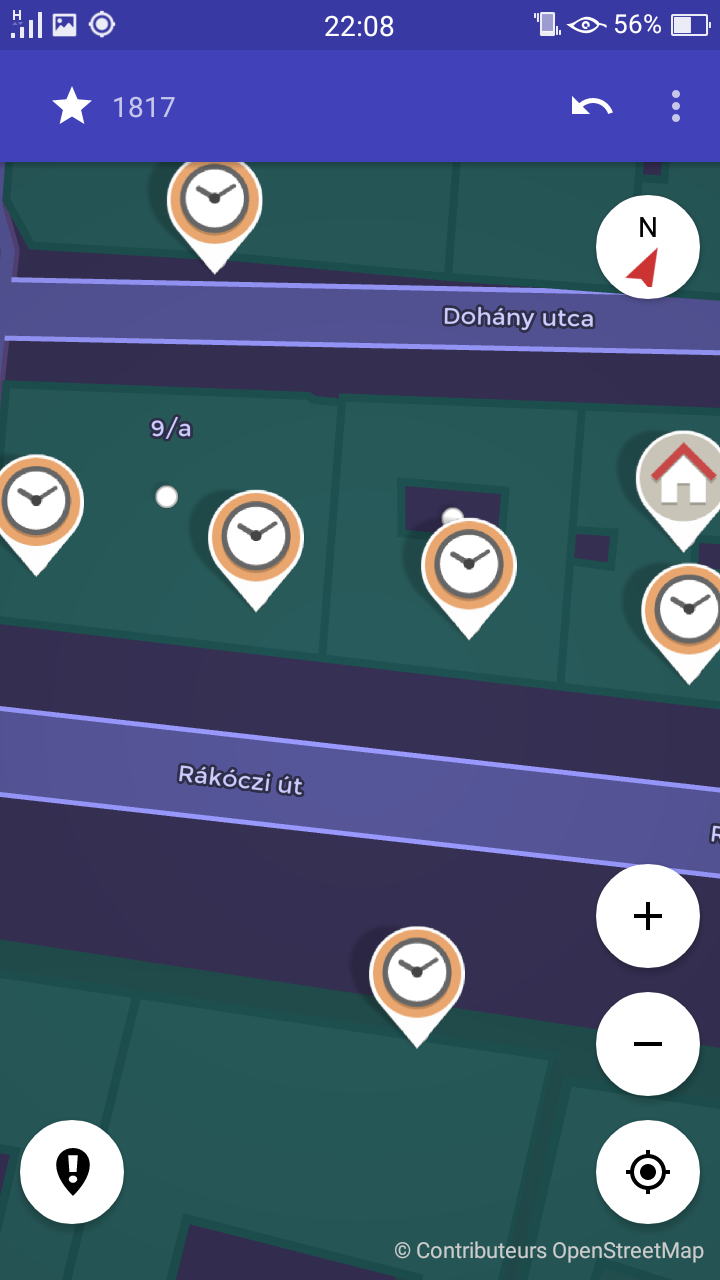 H
22:08
56%
1817
N
Dohány utca
9/a
Rákóczi út
R
© Contributeurs OpenStreetMap